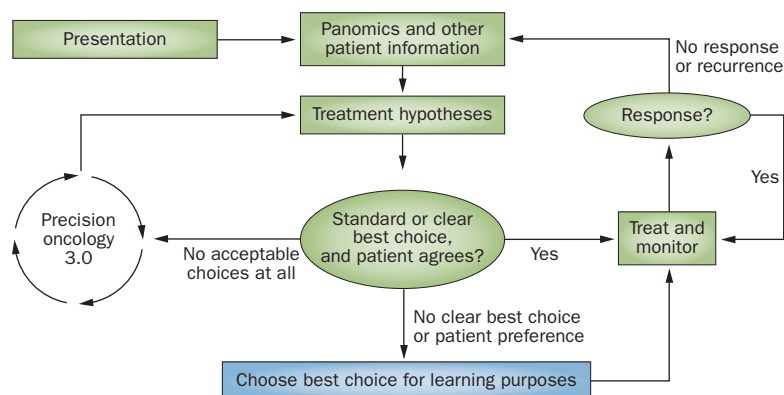 Presentation
Panomics and other
patient information
No response
or recurrence
Treatment hypotheses
Response?
Yes
Precision
oncology
3.0
No acceptable
choices at all
Standard or clear
best choice,
and patient agrees?
Yes
Treat and
monitor
No clear best choice
or patient preference
Choose best choice for learning purposes